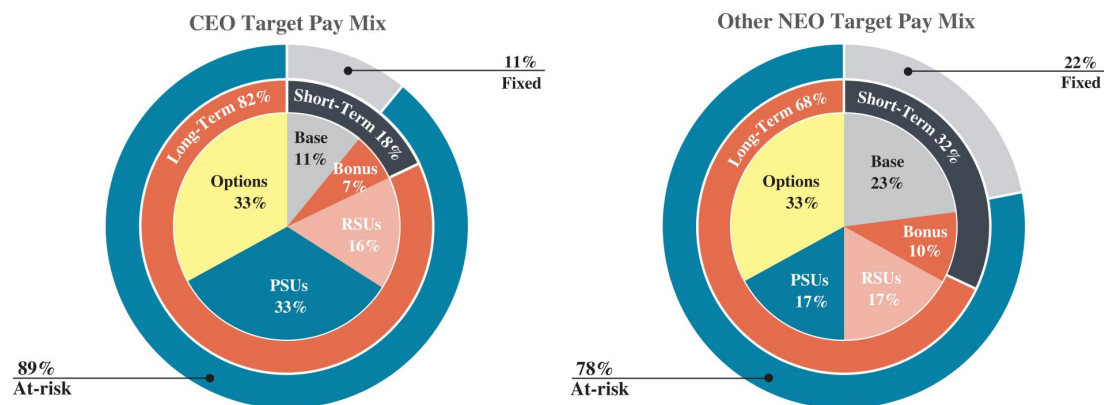 CEO Target Pay Mix
11%
Fixed
Long-Term 82%
Short-Term 18%
Base
11%
Bonus
7%
Options
33%
RSUs
16%
PSUs
33%
89%
At-risk
Other NEO Target Pay Mix
22%
Fixed
Long-Term 68%
Short-Term 32%
Base
23%
Options
33%
Bonus
10%
PSUs
17%
RSUs
17%
78%
At-risk